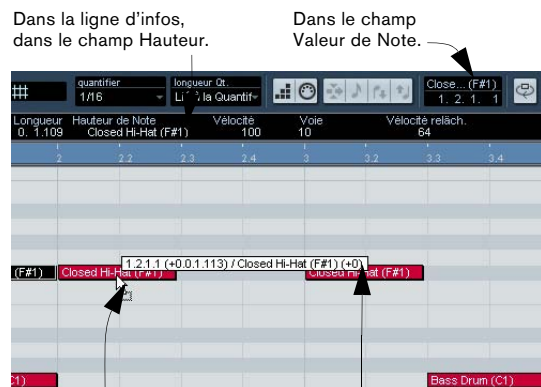 Dans la ligne d'infos,
dans le champ Hauteur.
Dans le champ
Valeur de Note.
quantifier
1/16
longueur Qt.
la Quantif
Close... (F#1)
1. 2. 1. 1
Longueur Hauteur de Note Vélocité Voie Vélocité reläch.
0. 1.109 Closed Hi-Hat (F#1) 100 10 64
2 2.2 2.3 2.4 3 3.2 3.3 3.4
1.2.1.1 (+0.0.1.113) / Closed Hi-Hat (F#1) (+0)
(F#1) Closed Hi-Hat (F#1) Closed Hi-Hat (F#1)
C1) Bass Drum (C1)